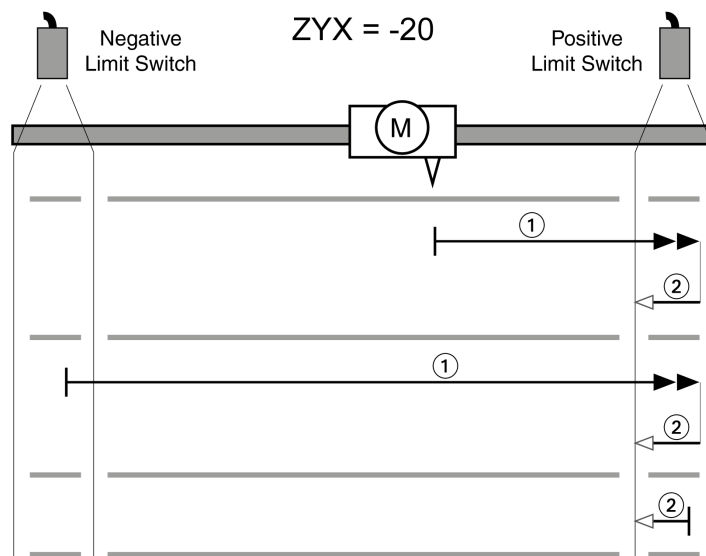 ZYX = -20
Negative
Limit Switch
Positive
Limit Switch
M
1
2
1
2
2